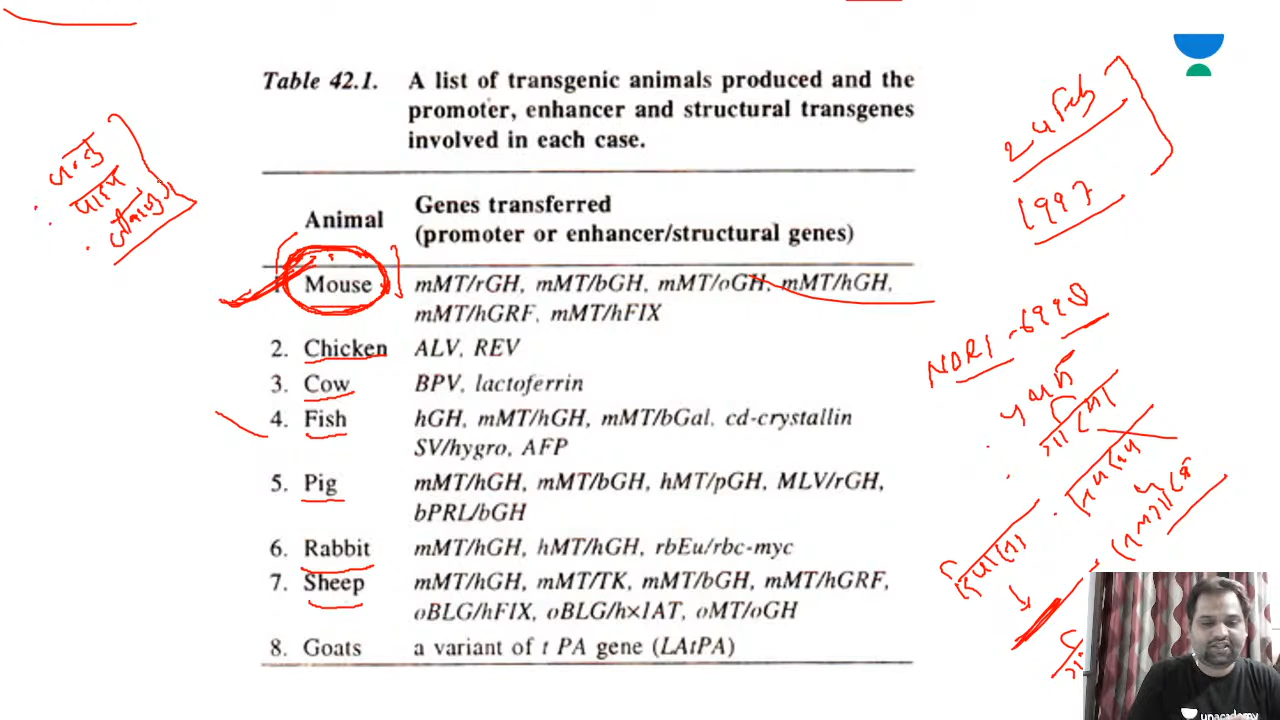 Table 42.1. A list of transgenic animals produced and the
promoter, enhancer and structural transgenes
involved in each case.
Animal Genes transferred
(promoter or enhancer/structural genes)
Mouse mMT/rGH, mMT/bGH, mMT/oGH, mMT/hGH,
mMT/hGRF, mMT/hFIX
2. Chicken ALV, REV
3. Cow BPV, lactoferrin
4. Fish hGH, mMT/hGH, mMT/bGal, cd-crystallin
SV/hygro, AFP
5. Pig mMT/hGH, mMT/bGH, hMT/pGH, MLV/rGH,
bPRL/bGH
6. Rabbit mMT/hGH, hMT/hGH, rbEu/rbc-myc
7. Sheep mMT/hGH, mMT/TK, mMT/bGH, mMT/hGRF,
oBLG/hFIX, oBLG/h×1AT, oMT/oGH
8. Goats a variant of t PA gene (LAtPA)
24 Feb
1997
NDRI
unacademy